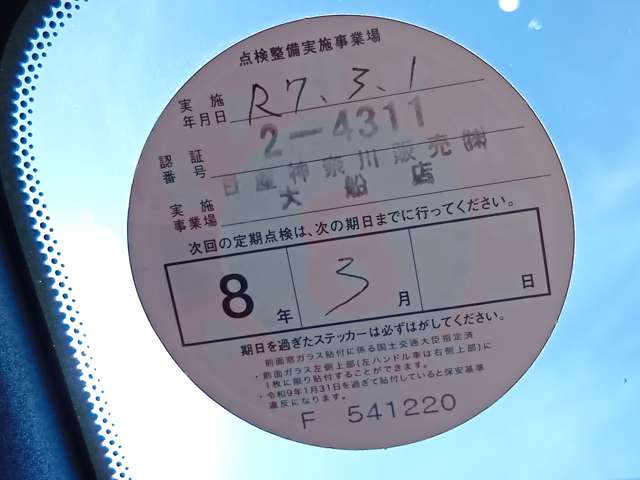 点検整備実施事業場
実施年月日 R7.3.1
認証番号 2-4311
日産神奈川販売㈱
実施事業場 大船店
次回の定期点検は、次の期日までに行ってください。
8年 3月 日
期日を過ぎたステッカーは必ずはがしてください。
前面窓ガラス貼付に係る国土交通大臣指定済
・前面ガラス左側上部(左ハンドル車は右側上部)に
1枚に限り貼付することができます。
・令和9年1月31日を過ぎて貼付していると保安基準
違反になります。
F 541220